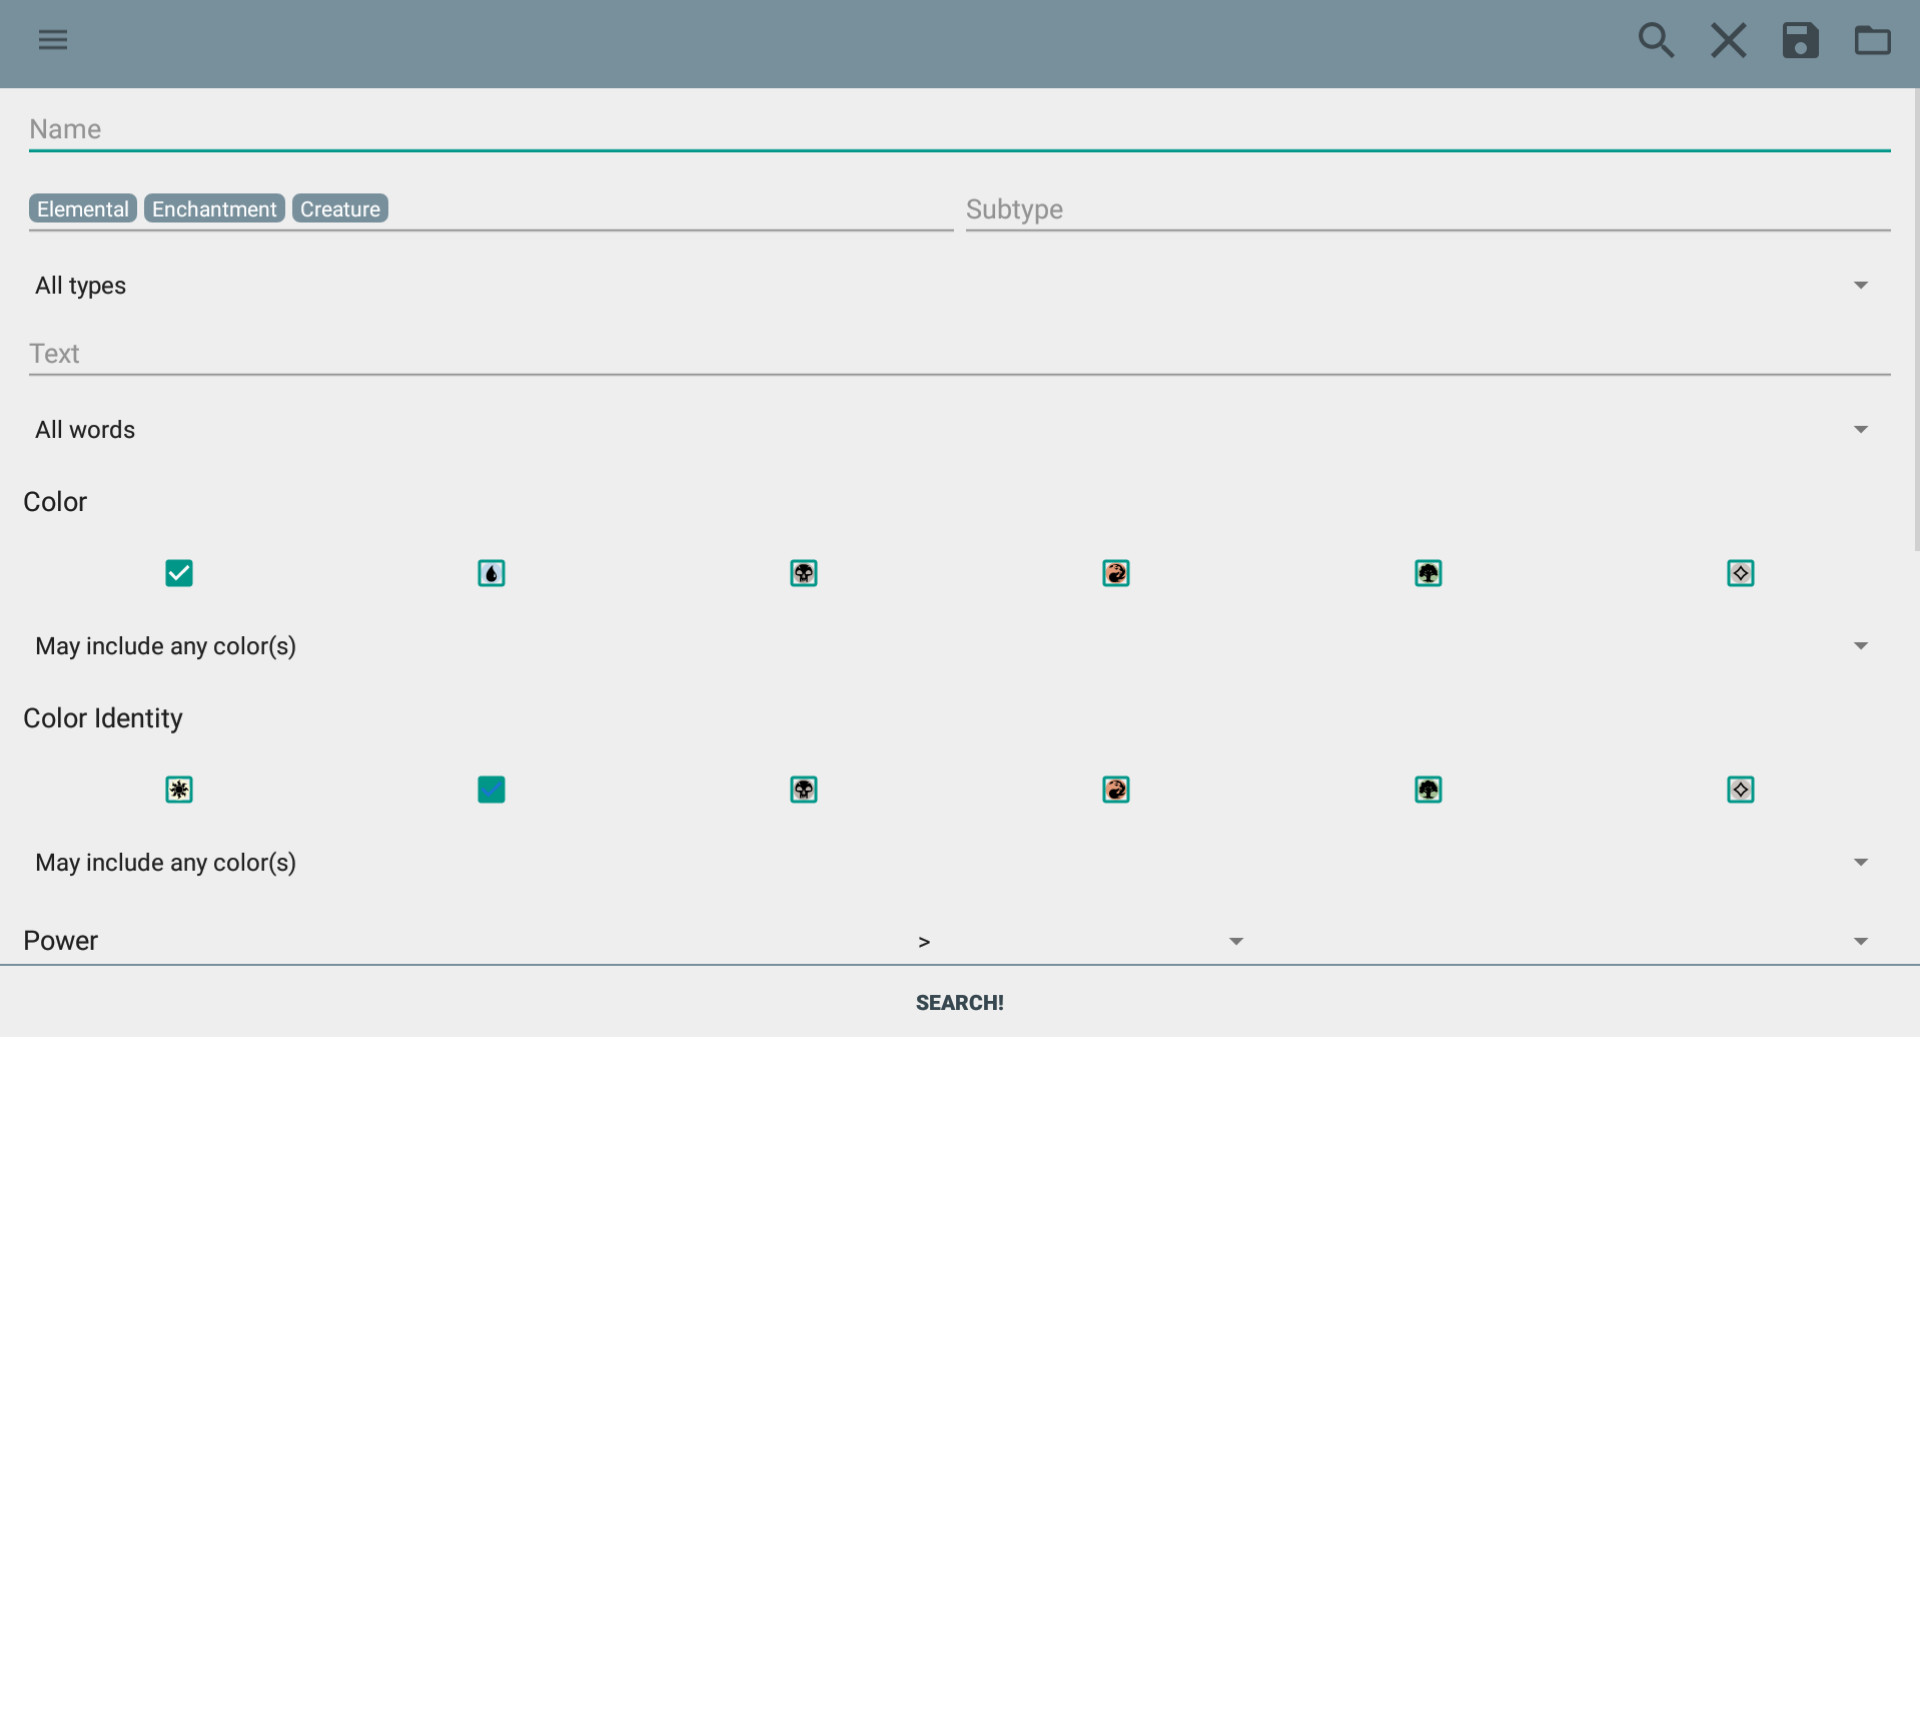 Name
Elemental Enchantment Creature Subtype
All types
Text
All words
Color
May include any color(s)
Color Identity
May include any color(s)
Power >
SEARCH!